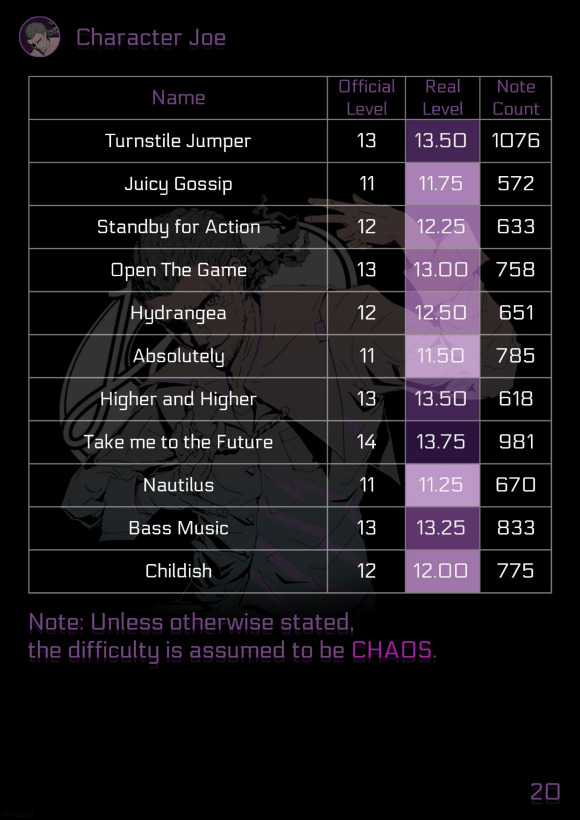 Character Joe
Name Official Level Real Level Note Count
Turnstile Jumper 13 13.50 1076
Juicy Gossip 11 11.75 572
Standby for Action 12 12.25 633
Open The Game 13 13.00 758
Hydrangea 12 12.50 651
Absolutely 11 11.50 785
Higher and Higher 13 13.50 618
Take me to the Future 14 13.75 981
Nautilus 11 11.25 670
Bass Music 13 13.25 833
Childish 12 12.00 775
Note: Unless otherwise stated,
the difficulty is assumed to be CHAOS.
20